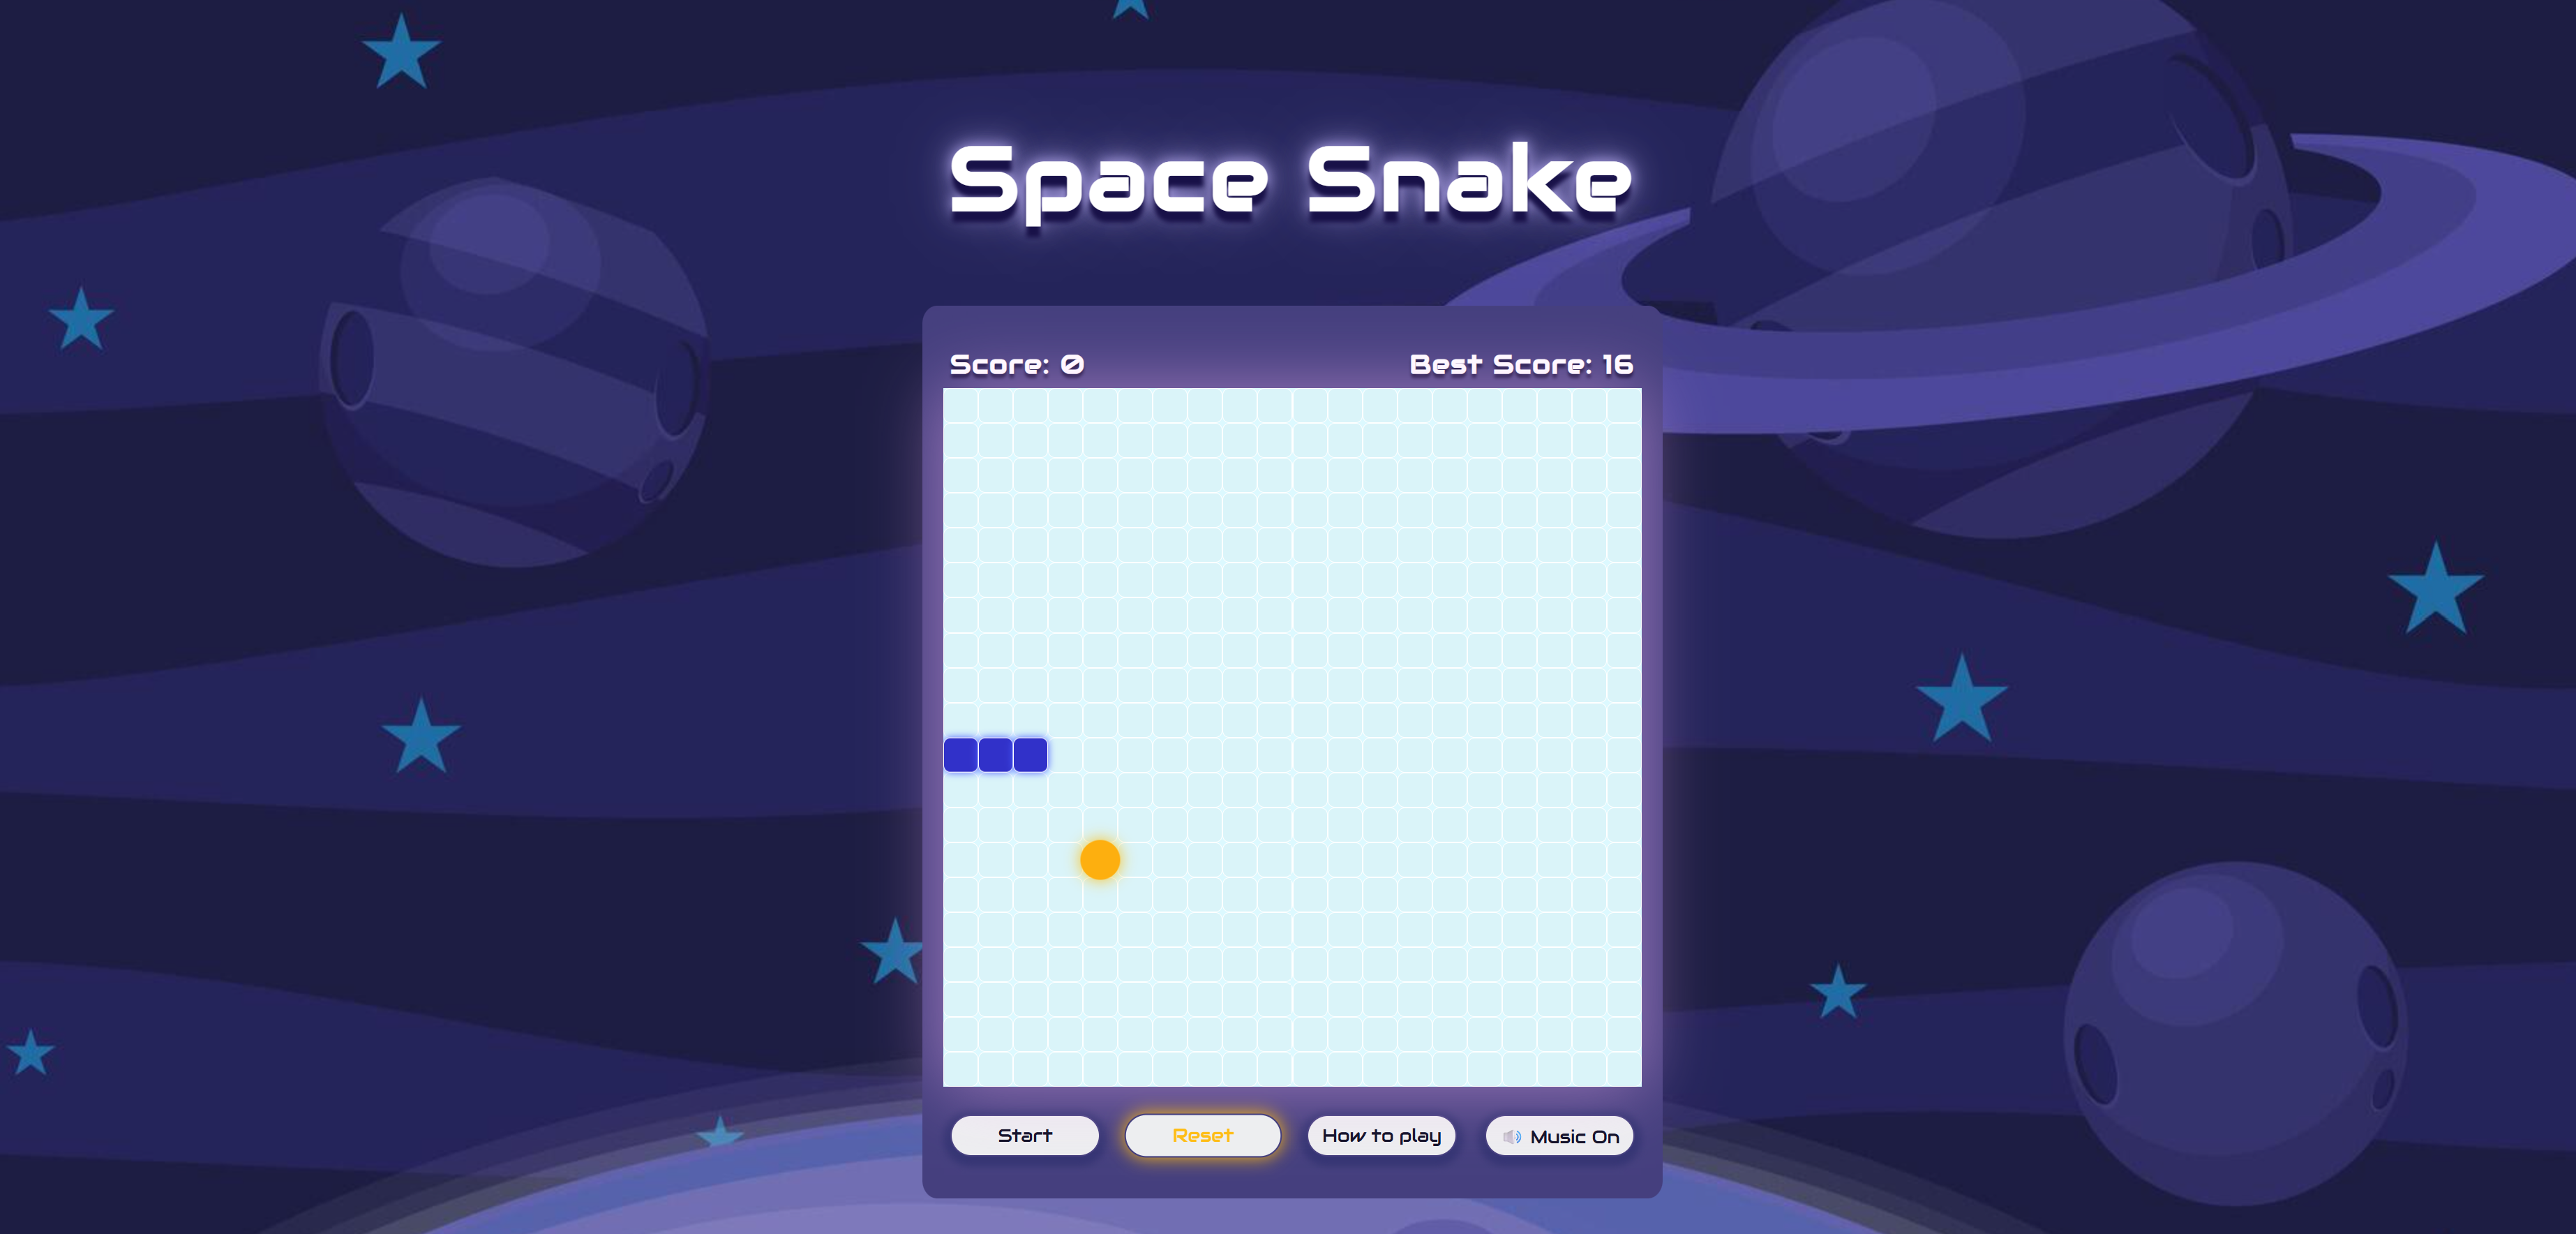 Space Snake
Score: 0
Best Score: 16
Start
Reset
How to play
Music On